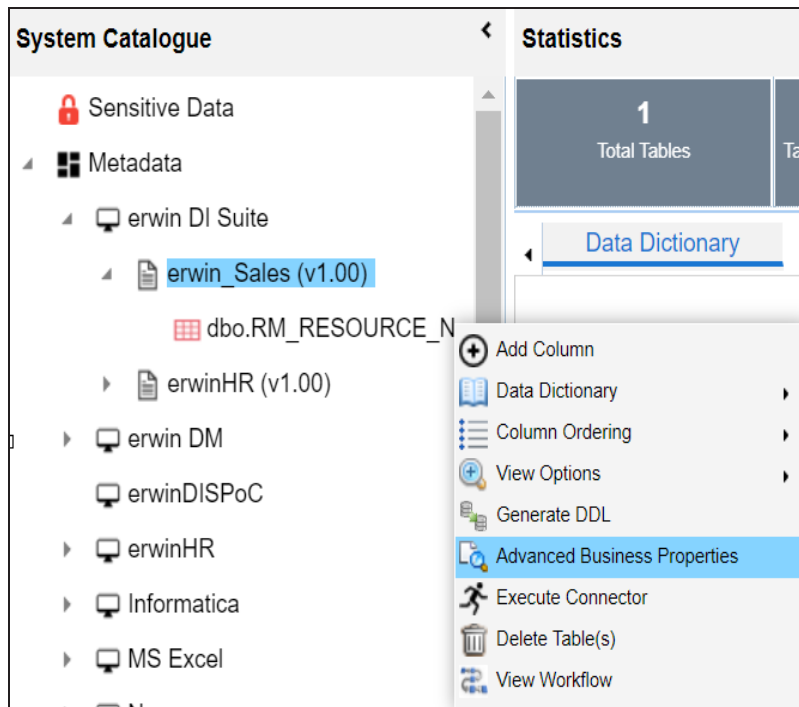 System Catalogue
Sensitive Data
Metadata
erwin DI Suite
erwin_Sales (v1.00)
dbo.RM_RESOURCE_N
erwinHR (v1.00)
erwin DM
erwinDISPoC
erwinHR
Informatica
MS Excel
Statistics
1
Total Tables
Data Dictionary
Add Column
Data Dictionary
Column Ordering
View Options
Generate DDL
Advanced Business Properties
Execute Connector
Delete Table(s)
View Workflow